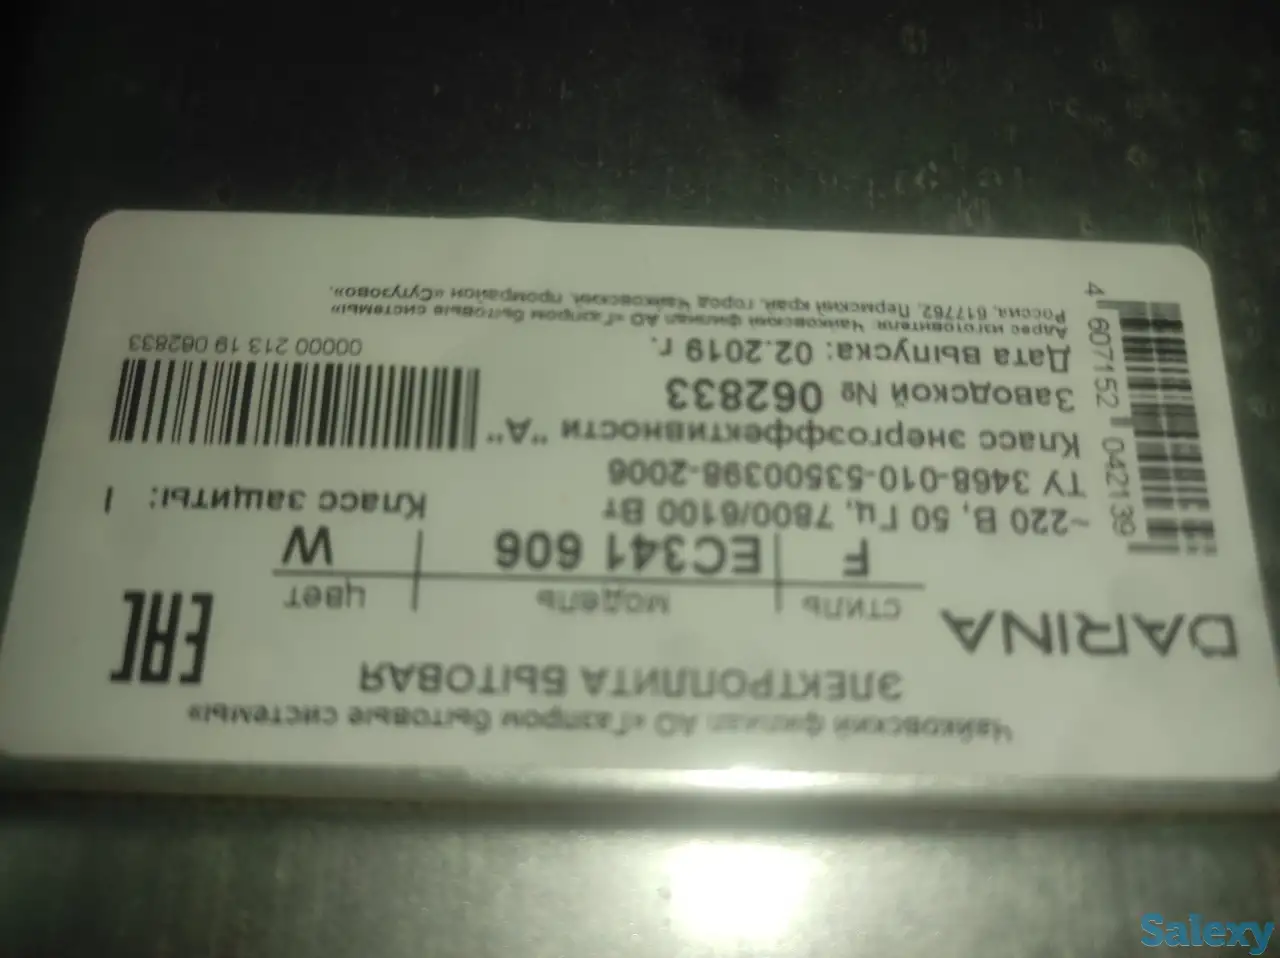 Чайковский филиал АО «Газпром бытовые системы»
ЭЛЕКТРОПЛИТА БЫТОВАЯ
DARINA
стиль модель цвет
F EC341 606 W
~220 В, 50 Гц, 7800/6100 Вт
Класс защиты: I
ТУ 3468-010-53500398-2006
Класс энергоэффективности "А"
Заводской № 062833
Дата выпуска: 02.2019 г.
Адрес изготовителя: Чайковский филиал АО «Газпром бытовые системы»
Россия, 617762, Пермский край, город Чайковский, промрайон «Сутузово».
EAC
00000 213 19 062833
4 607152 042139
Salexy